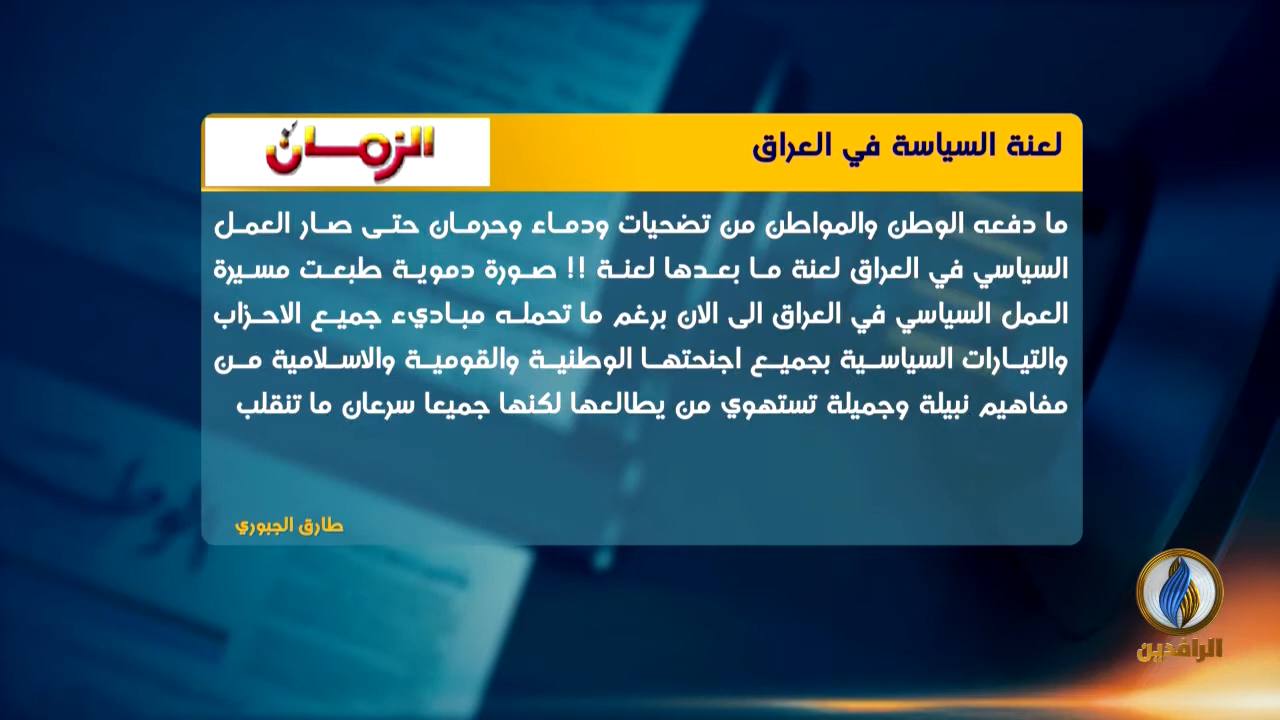 لعنة السياسة في العراق
الزمان
ما دفعه الوطن والمواطن من تضحيات ودماء وحرمان حتى صار العمل
السياسي في العراق لعنة ما بعدها لعنة !! صورة دموية طبعت مسيرة
العمل السياسي في العراق الى الان برغم ما تحمله مباديء جميع الاحزاب
والتيارات السياسية بجميع اجنحتها الوطنية والقومية والاسلامية من
مفاهيم نبيلة وجميلة تستهوي من يطالعها لكنها جميعا سرعان ما تنقلب
طارق الجبوري
الرافدين